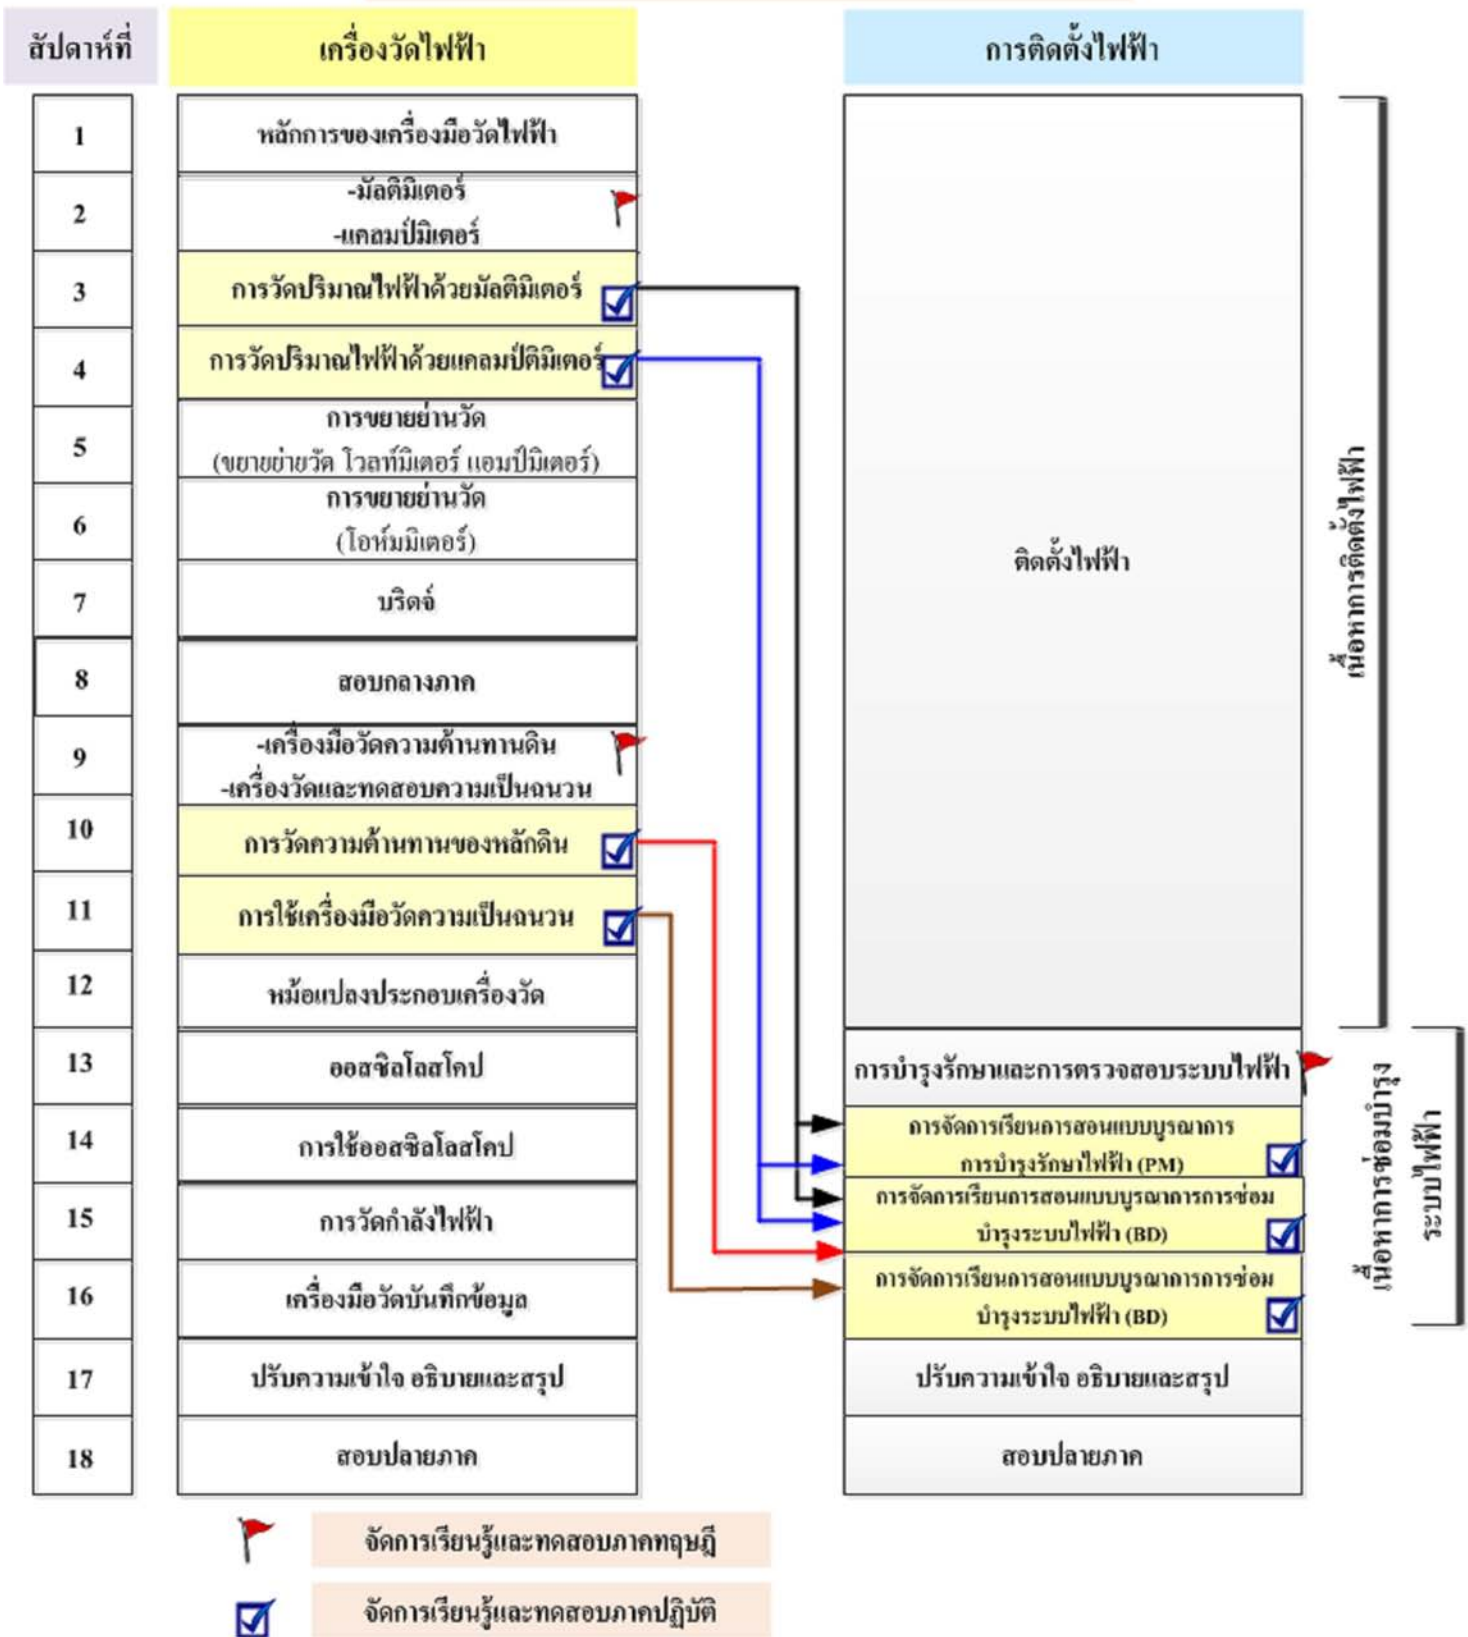 สัปดาห์ที่
เครื่องวัดไฟฟ้า
การติดตั้งไฟฟ้า
1
หลักการของเครื่องมือวัดไฟฟ้า
2
-มัลติมิเตอร์
-แคลมป์มิเตอร์
3
การวัดปริมาณไฟฟ้าด้วยมัลติมิเตอร์
4
การวัดปริมาณไฟฟ้าด้วยแคลมป์ติมิเตอร์
5
การขยายย่านวัด
(ขยายย่ายวัด โวลท์มิเตอร์ แอมป์มิเตอร์)
6
การขยายย่านวัด
(โอห์มมิเตอร์)
7
บริดจ์
8
สอบกลางภาค
9
-เครื่องมือวัดความต้านทานดิน
-เครื่องวัดและทดสอบความเป็นฉนวน
10
การวัดความต้านทานของหลักดิน
11
การใช้เครื่องมือวัดความเป็นฉนวน
12
หม้อแปลงประกอบเครื่องวัด
13
ออสซิลโลสโคป
14
การใช้ออสซิลโลสโคป
15
การวัดกำลังไฟฟ้า
16
เครื่องมือวัดบันทึกข้อมูล
17
ปรับความเข้าใจ อธิบายและสรุป
18
สอบปลายภาค
ติดตั้งไฟฟ้า
การบำรุงรักษาและการตรวจสอบระบบไฟฟ้า
การจัดการเรียนการสอนแบบบูรณาการ
การบำรุงรักษาไฟฟ้า (PM)
การจัดการเรียนการสอนแบบบูรณาการการซ่อม
บำรุงระบบไฟฟ้า (BD)
การจัดการเรียนการสอนแบบบูรณาการการซ่อม
บำรุงระบบไฟฟ้า (BD)
ปรับความเข้าใจ อธิบายและสรุป
สอบปลายภาค
เนื้อหาการติดตั้งไฟฟ้า
เนื้อหาการซ่อมบำรุง
ระบบไฟฟ้า
จัดการเรียนรู้และทดสอบภาคทฤษฎี
จัดการเรียนรู้และทดสอบภาคปฏิบัติ